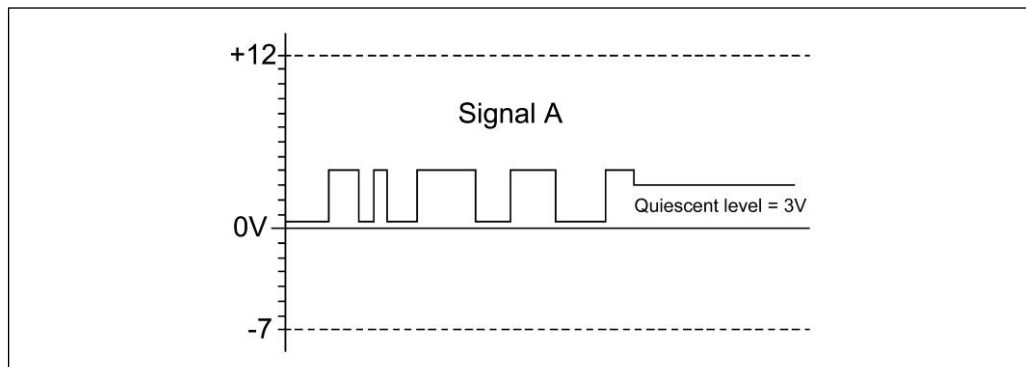 +12
Signal A
Quiescent level = 3V
0V
-7